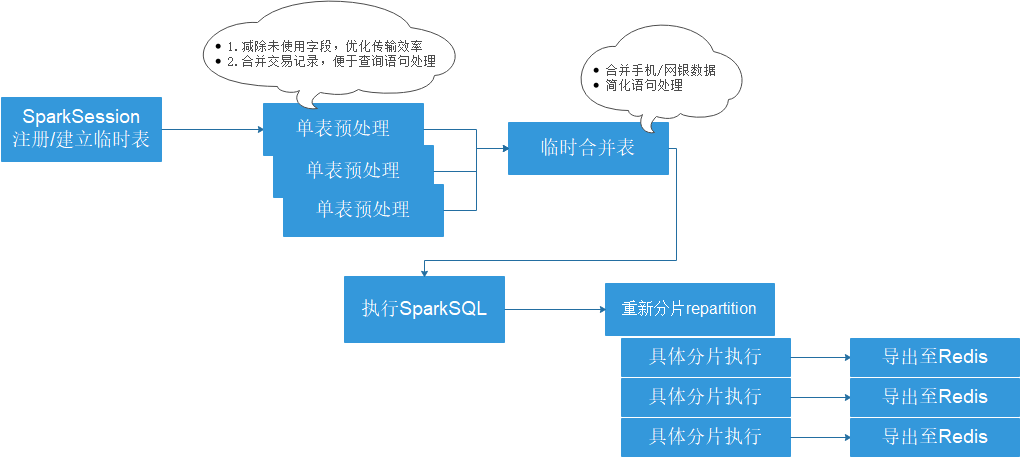 1.减除未使用字段，优化传输效率
2.合并交易记录，便于查询语句处理
合并手机/网银数据
简化语句处理
SparkSession
注册/建立临时表
单表预处理
单表预处理
单表预处理
临时合并表
执行SparkSQL
重新分片repartition
具体分片执行
导出至Redis
具体分片执行
导出至Redis
具体分片执行
导出至Redis